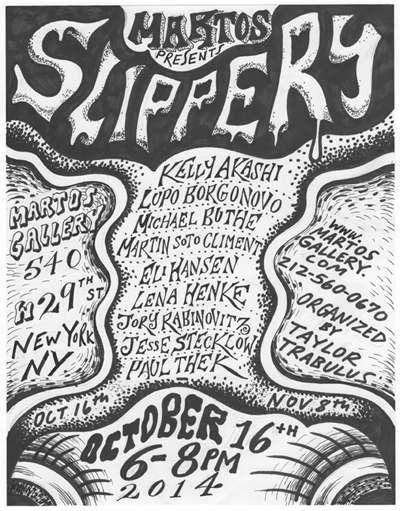 MARTOS
PRESENTS
SLIPPERY
KELLY AKASHI
LUPO BORGONOVO
MICHAEL BUTHE
MARTIN SOTO CLIMENT
ELI HANSEN
LENA HENKE
JORY RABINOVITZ
JESSE STECKLOW
PAUL THEK
MARTOS
GALLERY
540
W 29TH ST
NEW YORK
NY
WWW.
MARTOS
GALLERY.
COM
212-560-0670
ORGANIZED
BY
TAYLOR
TRABULUS
OCT 16TH
NOV
OCTOBER 16TH
6-8PM
2014